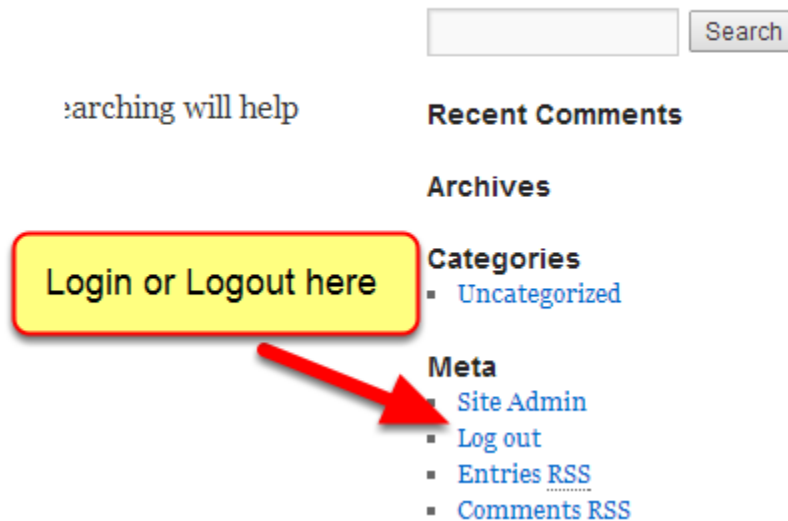 Search
earching will help
Recent Comments
Archives
Login or Logout here
Categories
Uncategorized
Meta
Site Admin
Log out
Entries RSS
Comments RSS